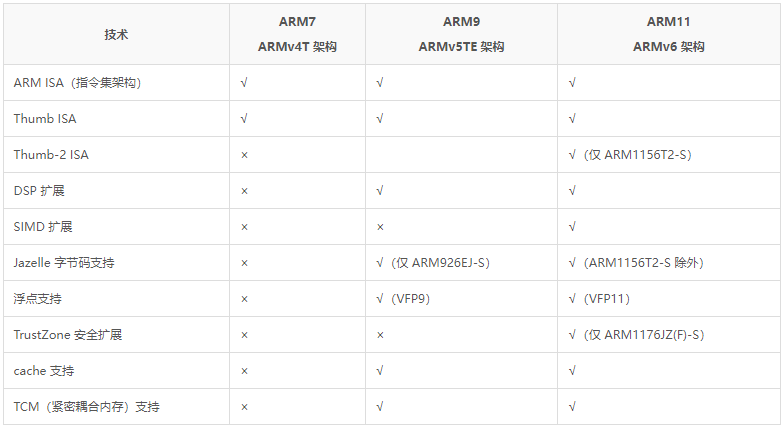 技术 ARM7 ARM9 ARM11
ARMv4T 架构 ARMv5TE 架构 ARMv6 架构
ARM ISA（指令集架构） √ √ √
Thumb ISA √ √ √
Thumb-2 ISA × √（仅 ARM1156T2-S）
DSP 扩展 × √ √
SIMD 扩展 × × √
Jazelle 字节码支持 × √（仅 ARM926EJ-S） √（ARM1156T2-S 除外）
浮点支持 × √（VFP9） √（VFP11）
TrustZone 安全扩展 × × √（仅 ARM1176JZ(F)-S）
cache 支持 × √ √
TCM（紧密耦合内存）支持 × √ √